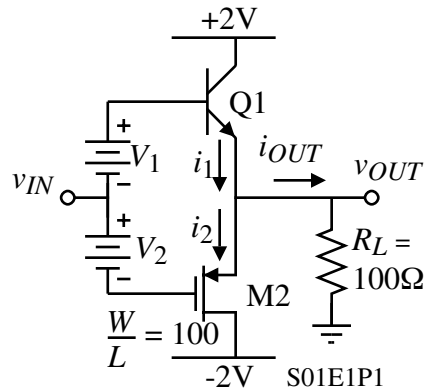 +2V
Q1
+
V1
−
i1
iOUT
vIN
vOUT
+
V2
−
i2
RL =
100Ω
M2
W/L = 100
-2V
S01E1P1